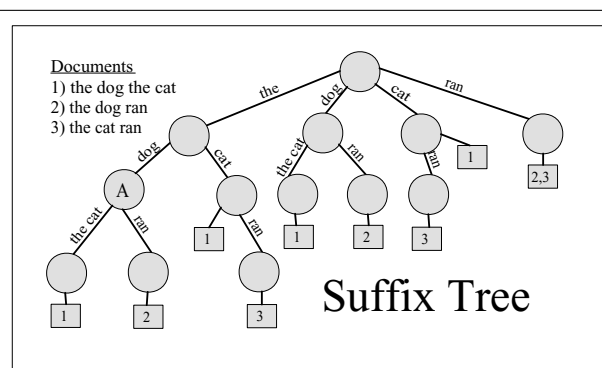 Documents
1) the dog the cat
2) the dog ran
3) the cat ran
the
dog
cat
ran
dog
cat
the cat
ran
ran
1
2,3
A
the cat
ran
1
ran
1
2
3
1
2
3
Suffix Tree